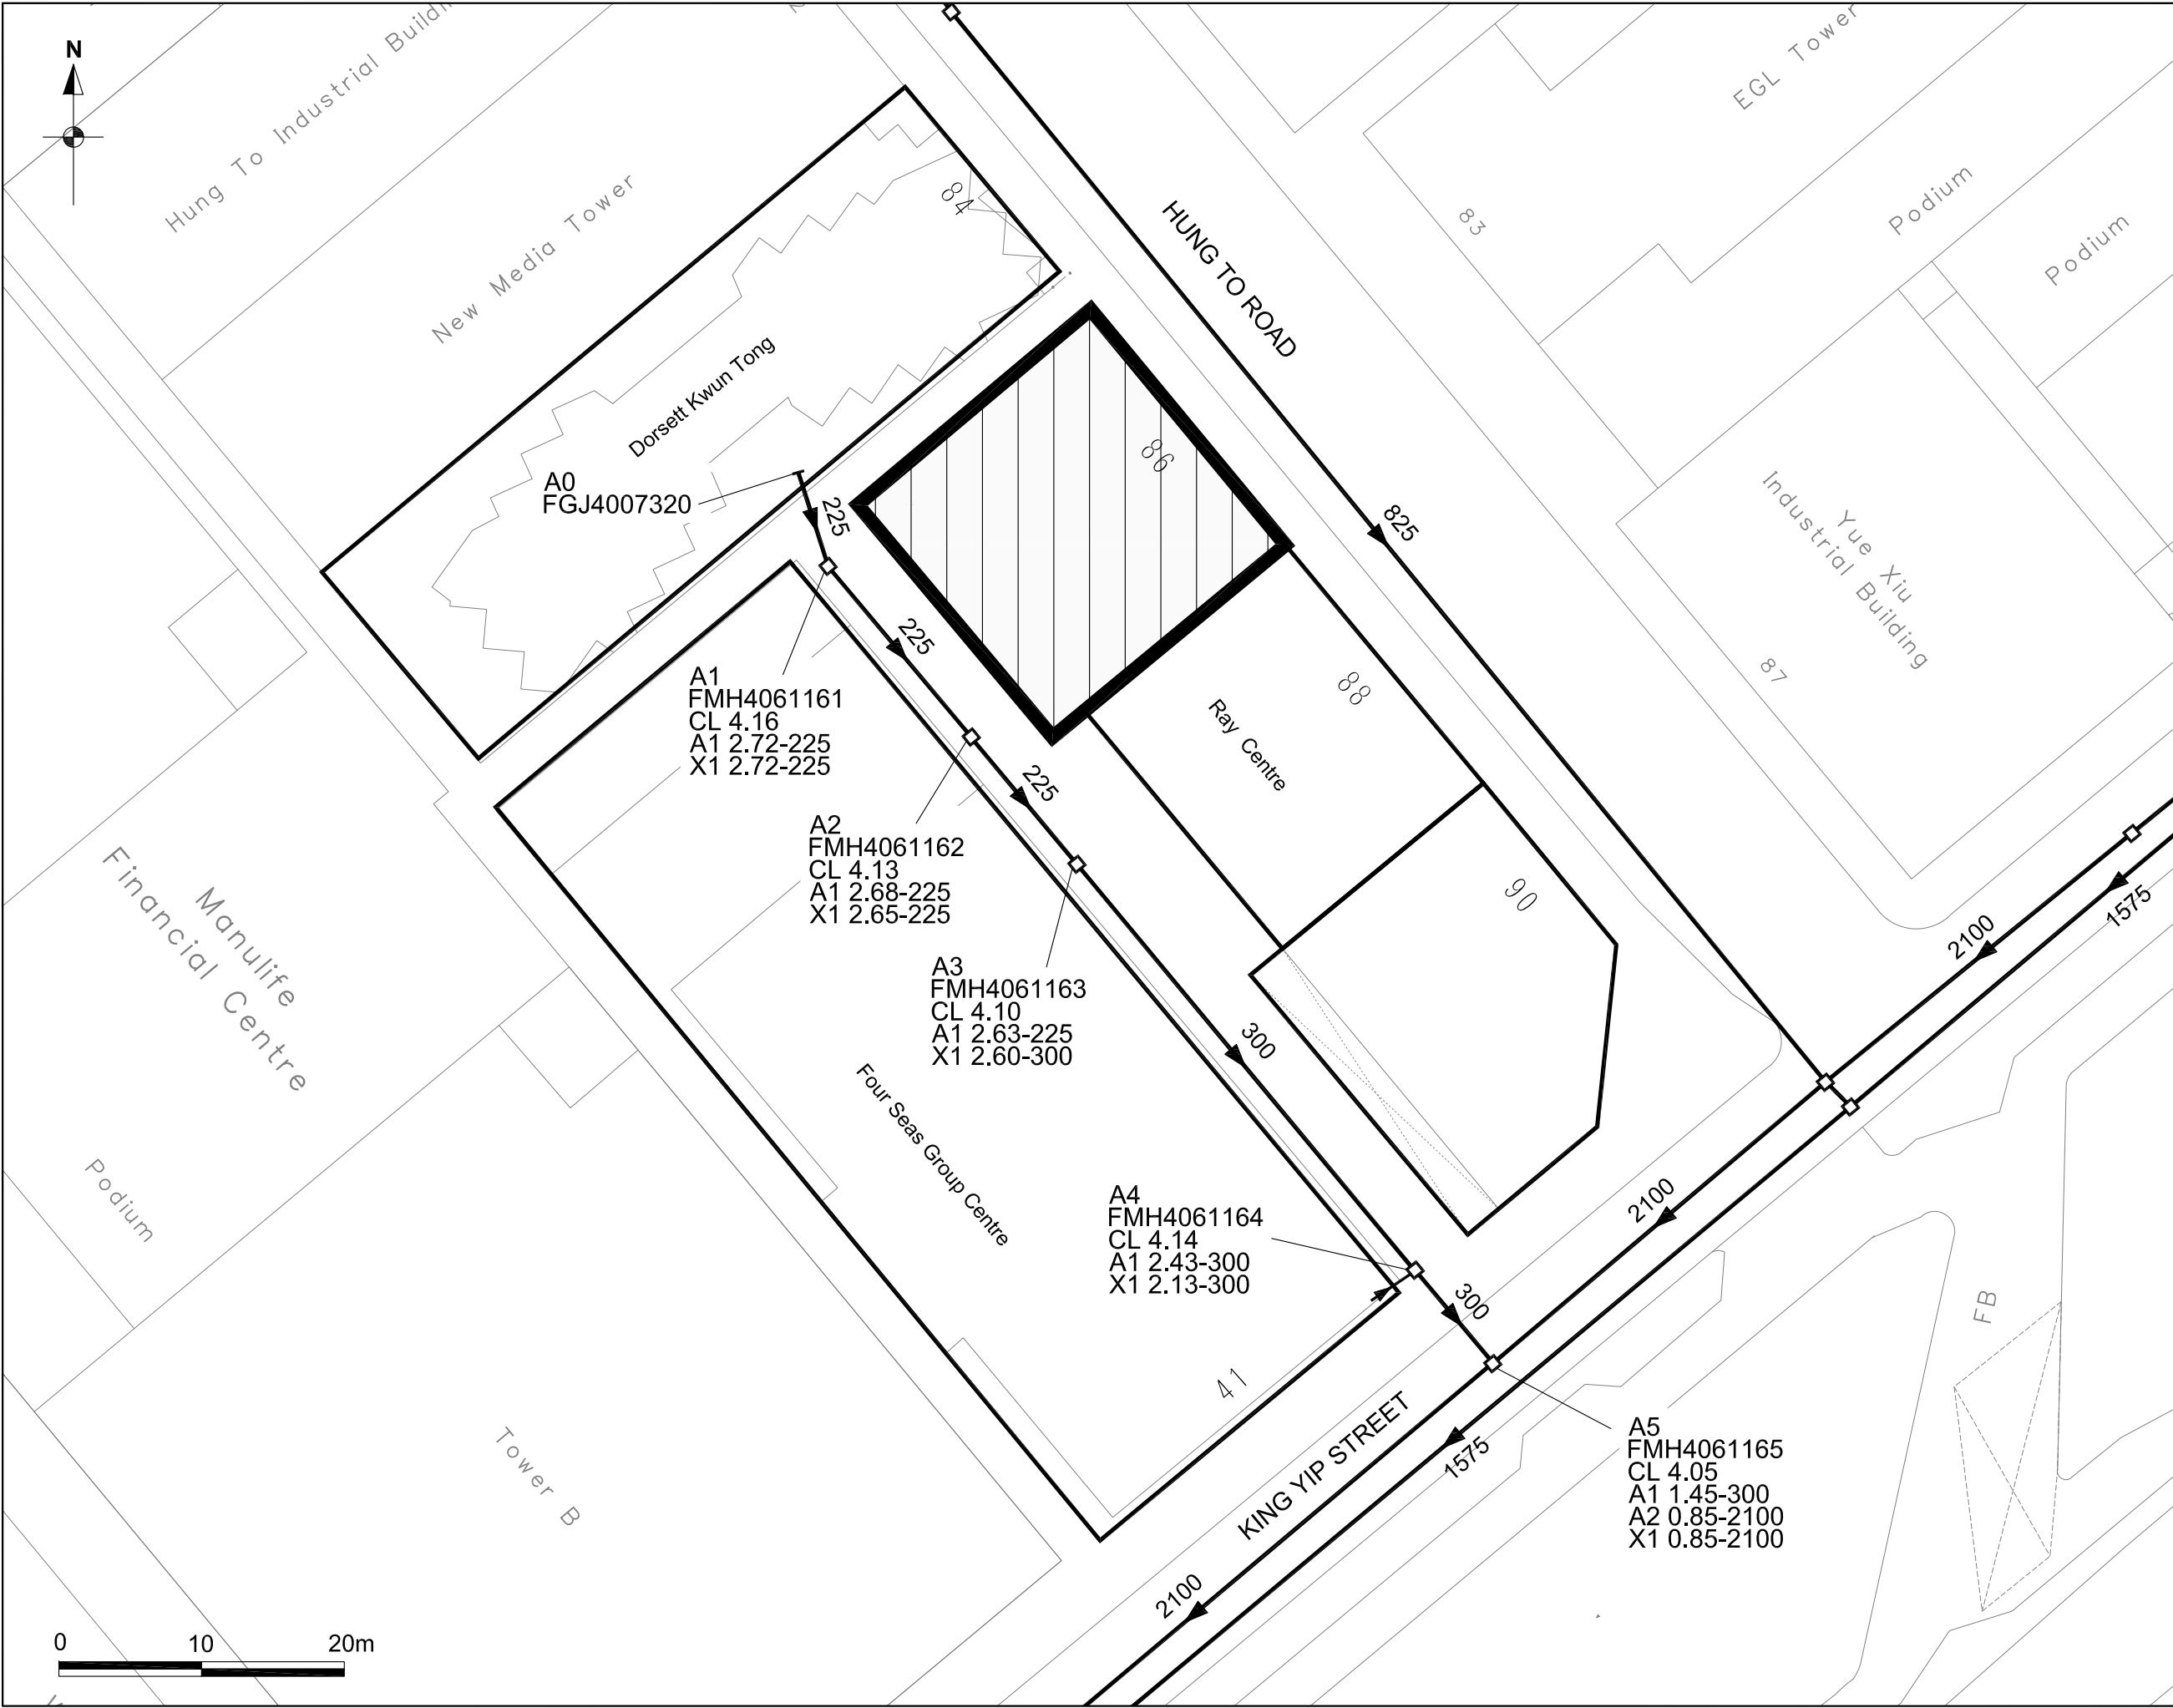 N
Hung To Industrial Buildin
New Media Tower
84
Dorsett Kwun Tong
HUNG TO ROAD
EGL Tower
Podium
Podium
83
86
825
A0
FGJ4007320
225
225
225
A1
FMH4061161
CL 4.16
A1 2.72-225
X1 2.72-225
A2
FMH4061162
CL 4.13
A1 2.68-225
X1 2.65-225
A3
FMH4061163
CL 4.10
A1 2.63-225
X1 2.60-300
Ray Centre
88
90
Yue Xiu
Industrial Building
87
2100
1575
Manulife
Financial Centre
Podium
Four Seas Group Centre
300
A4
FMH4061164
CL 4.14
A1 2.43-300
X1 2.13-300
300
2100
FB
41
KING YIP STREET
1575
A5
FMH4061165
CL 4.05
A1 1.45-300
A2 0.85-2100
X1 0.85-2100
Tower B
2100
0 10 20m